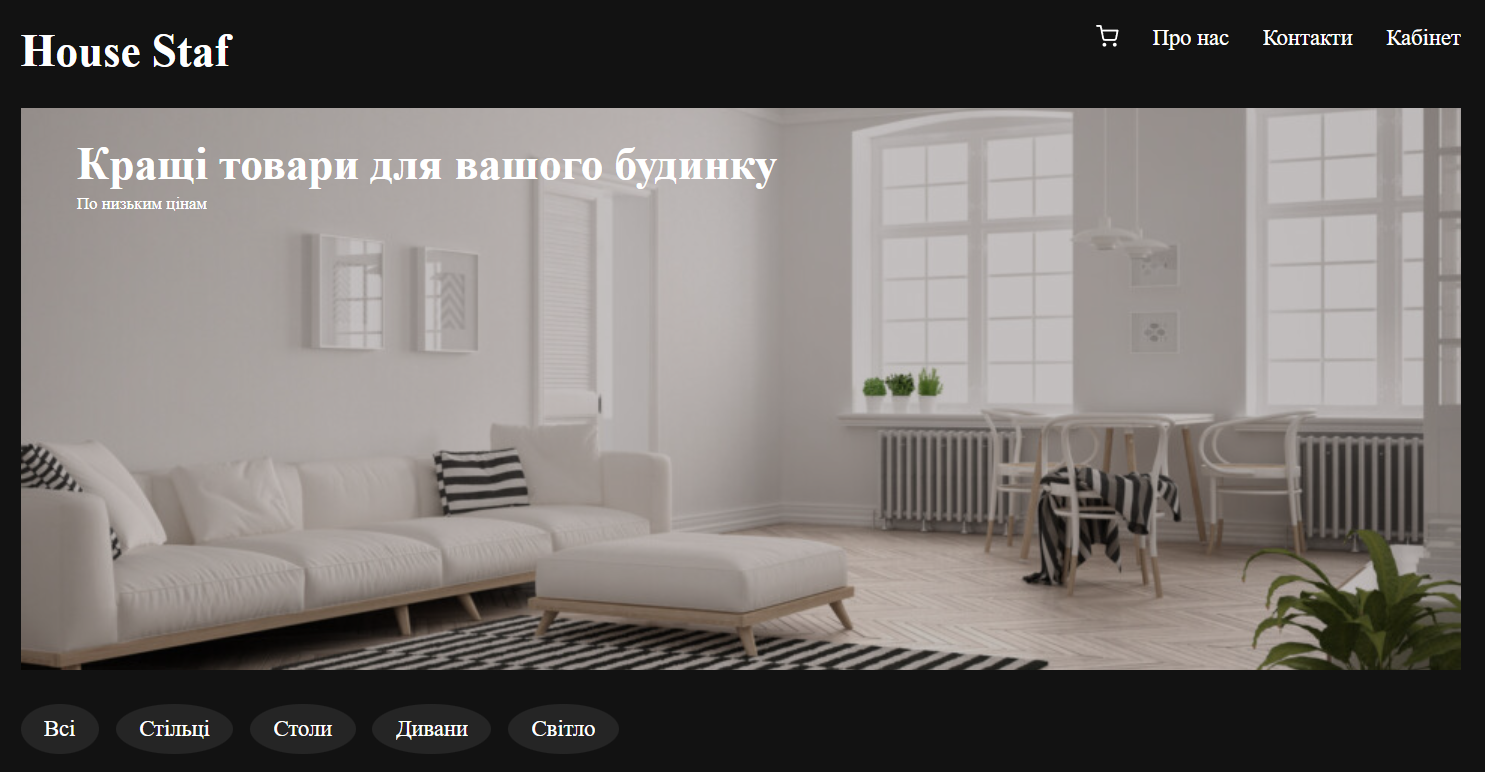 House Staf
Про нас Контакти Кабінет
Кращі товари для вашого будинку
По низьким цінам
Всі Стільці Столи Дивани Світло